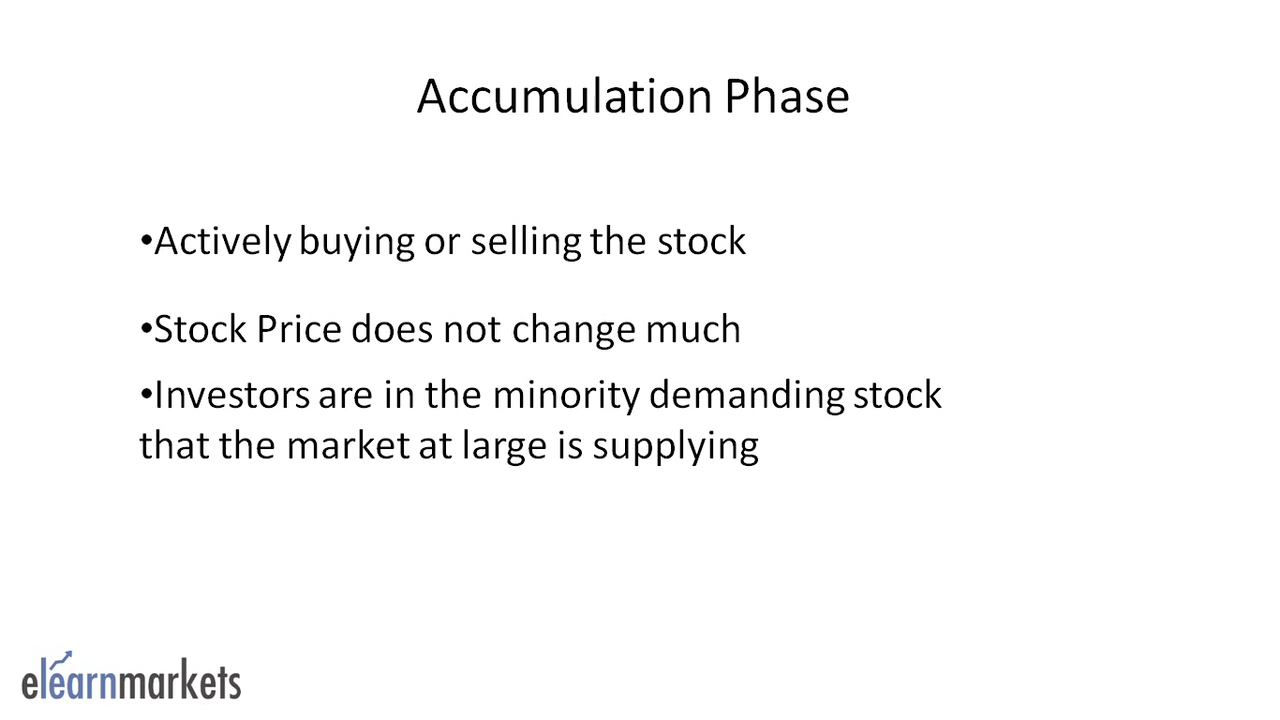 Accumulation Phase
•Actively buying or selling the stock
•Stock Price does not change much
•Investors are in the minority demanding stock
that the market at large is supplying
elearnmarkets